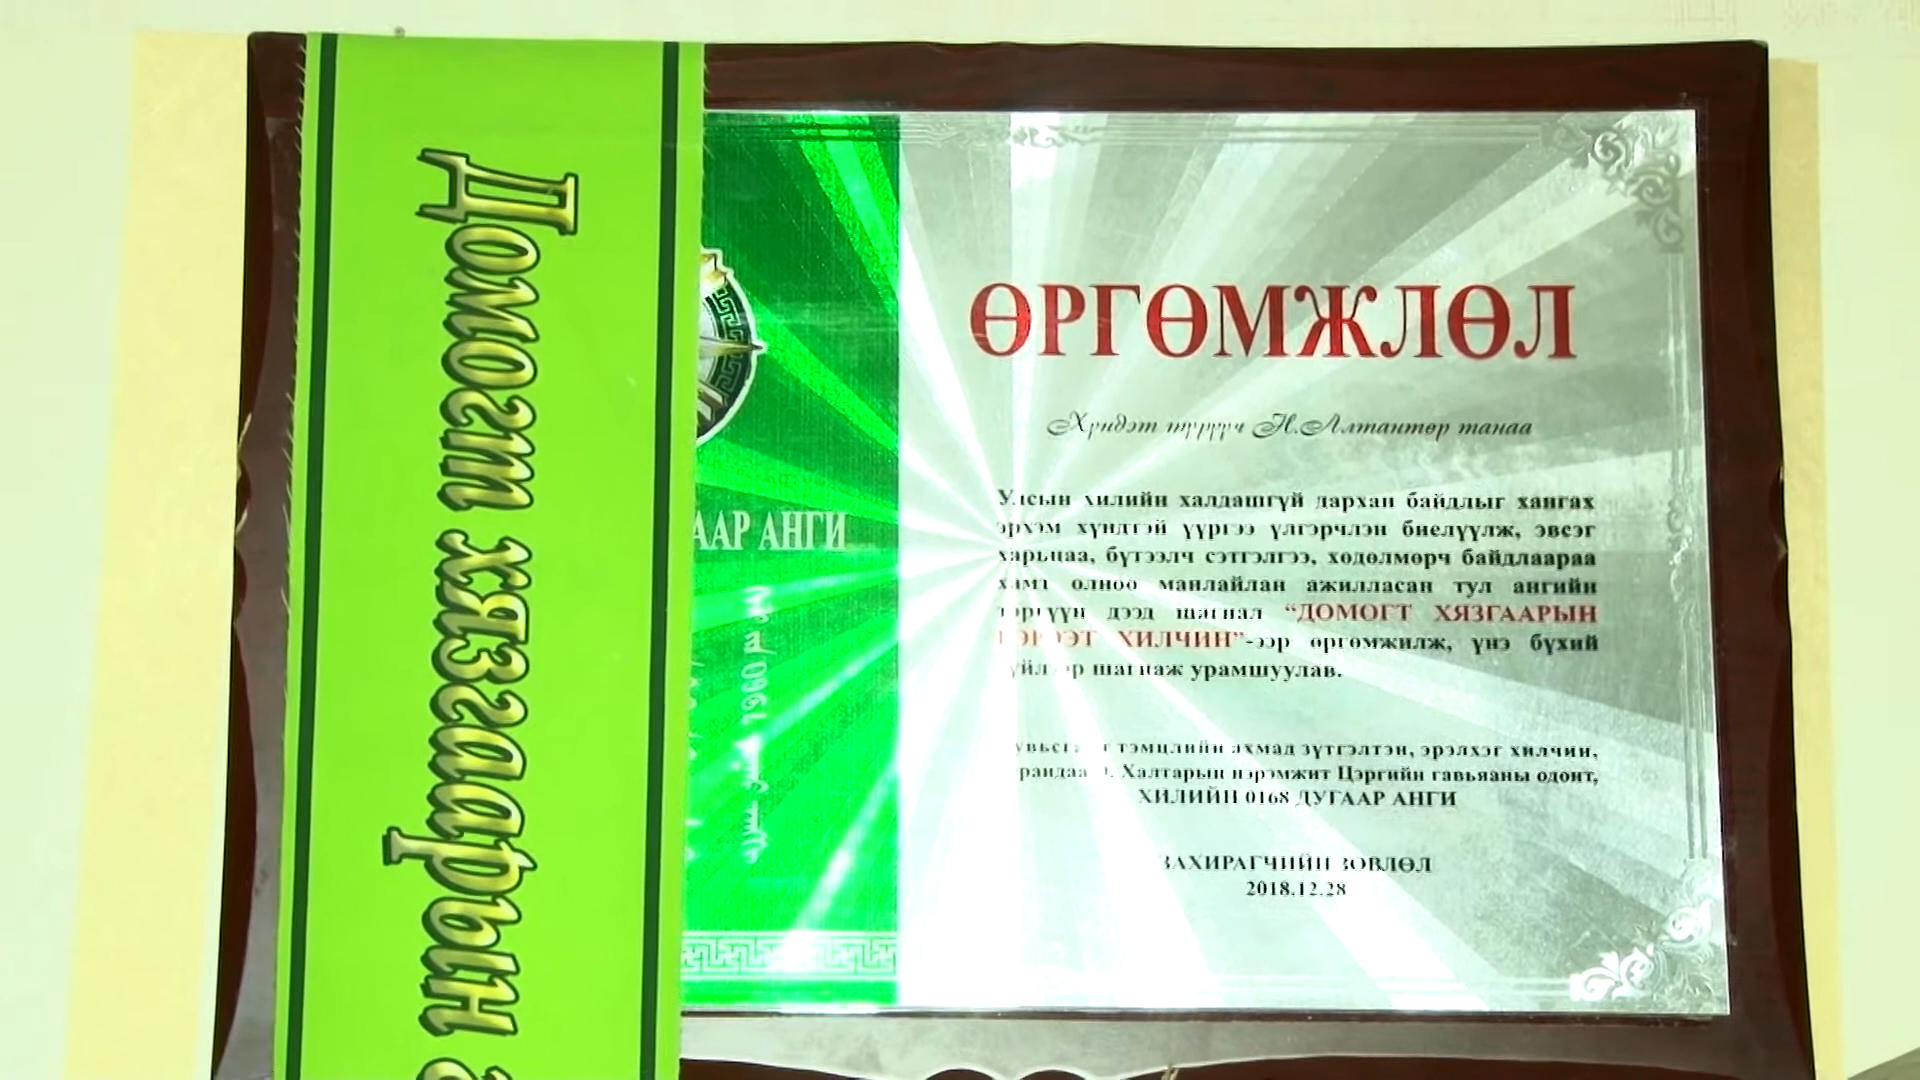 Домогт хязгаарын
ААР АНГИ
1960
ӨРГӨМЖЛӨЛ
Н.Алтантөр танаа
Улсын хилийн халдашгүй дархан байдлыг хангах
эрхэм хүндтэй үүргээ үлгэрчлэн биелүүлж, эвсэг
харьцаа, бүтээлч сэтгэлгээ, хөдөлмөрч байдлаараа
хамт олноо манлайлан ажилласан тул ангийн
дээд шагнал “ДОМОГТ ХЯЗГААРЫН
ХИЛЧИН”-ээр өргөмжилж, үнэ бүхий
шагнаж урамшуулав.
тэмцлийн ахмад зүтгэлтэн, эрэлхэг хилчин,
Халтарын нэрэмжит Цэргийн гавьяаны одонт,
ХИЛИЙН 0168 ДУГААР АНГИ
ЗАХИРАГЧИЙН ЗӨВЛӨЛ
2018.12.28